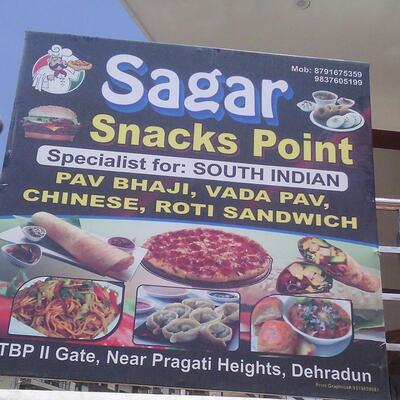 Mob: 8791675359
9837605199
Sagar
Snacks Point
Specialist for: SOUTH INDIAN
PAV BHAJI, VADA PAV,
CHINESE, ROTI SANDWICH
TBP II Gate, Near Pragati Heights, Dehradun